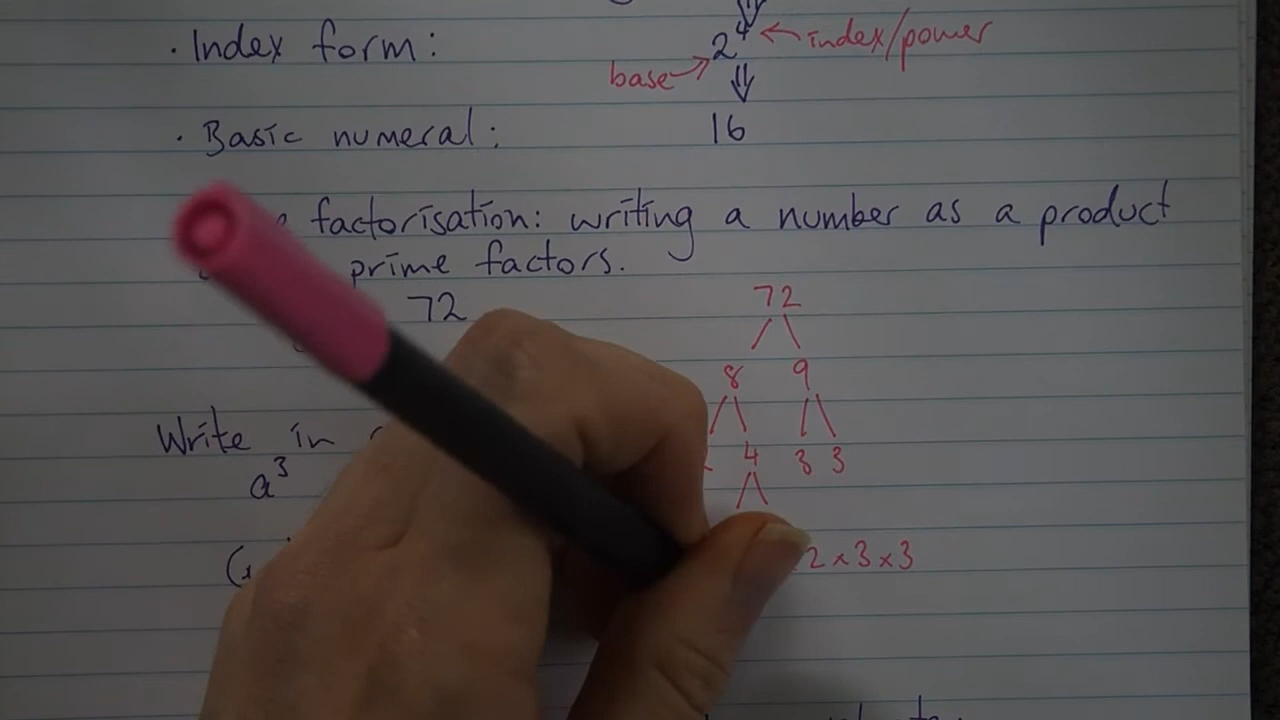 · Index form:
2⁴ ← index/power
base →
⇓
· Basic numeral: 16
factorisation: writing a number as a product
prime factors.
72 72
8 9
Write in
4 3 3
a³
2 × 3 × 3